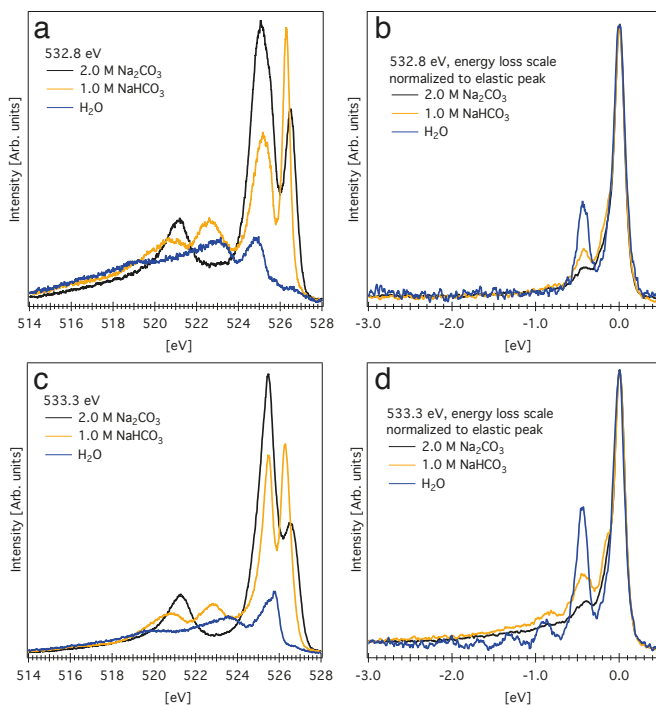 a
532.8 eV
2.0 M Na₂CO₃
1.0 M NaHCO₃
H₂O
Intensity [Arb. units]
514 516 518 520 522 524 526 528
[eV]
b
532.8 eV, energy loss scale
normalized to elastic peak
2.0 M Na₂CO₃
1.0 M NaHCO₃
H₂O
Intensity [Arb. units]
-3.0 -2.0 -1.0 0.0
[eV]
c
533.3 eV
2.0 M Na₂CO₃
1.0 M NaHCO₃
H₂O
Intensity [Arb. units]
514 516 518 520 522 524 526 528
[eV]
d
533.3 eV, energy loss scale
normalized to elastic peak
2.0 M Na₂CO₃
1.0 M NaHCO₃
H₂O
Intensity [Arb. units]
-3.0 -2.0 -1.0 0.0
[eV]